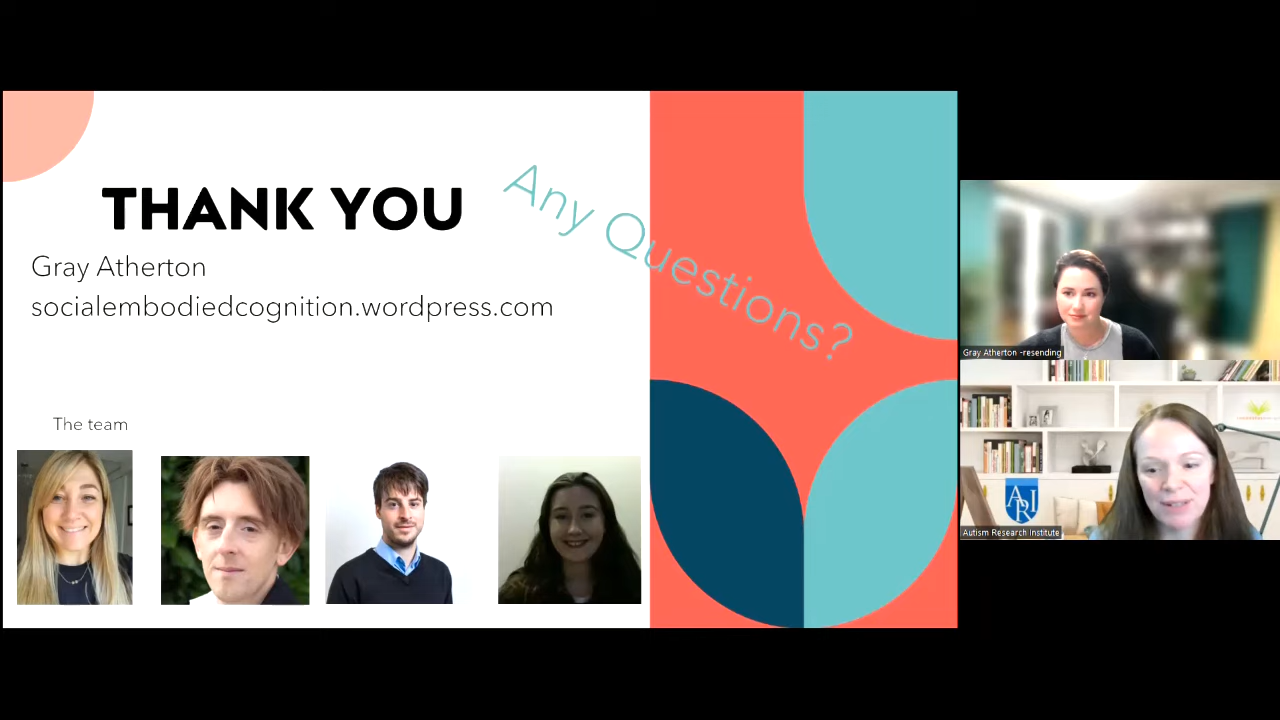 THANK YOU
Any Questions?
Gray Atherton
socialembodiedcognition.wordpress.com
The team
Gray Atherton -resending
ARI
Autism Research Institute